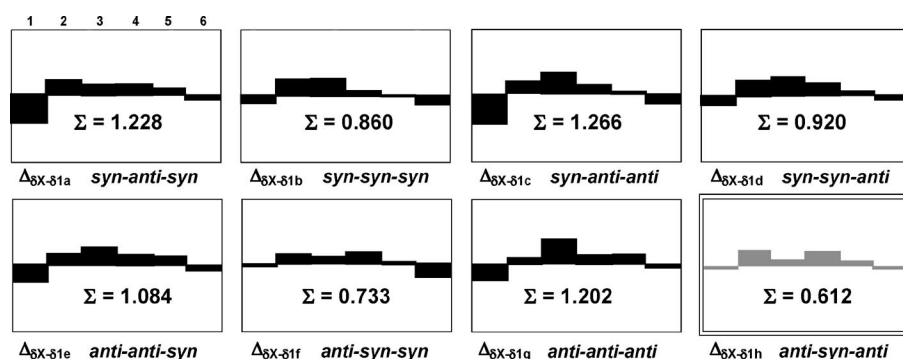 1 2 3 4 5 6
Σ = 1.228 Σ = 0.860 Σ = 1.266 Σ = 0.920
ΔδX-δ1a syn-anti-syn ΔδX-δ1b syn-syn-syn ΔδX-δ1c syn-anti-anti ΔδX-δ1d syn-syn-anti
Σ = 1.084 Σ = 0.733 Σ = 1.202 Σ = 0.612
ΔδX-δ1e anti-anti-syn ΔδX-δ1f anti-syn-syn ΔδX-δ1g anti-anti-anti ΔδX-δ1h anti-syn-anti